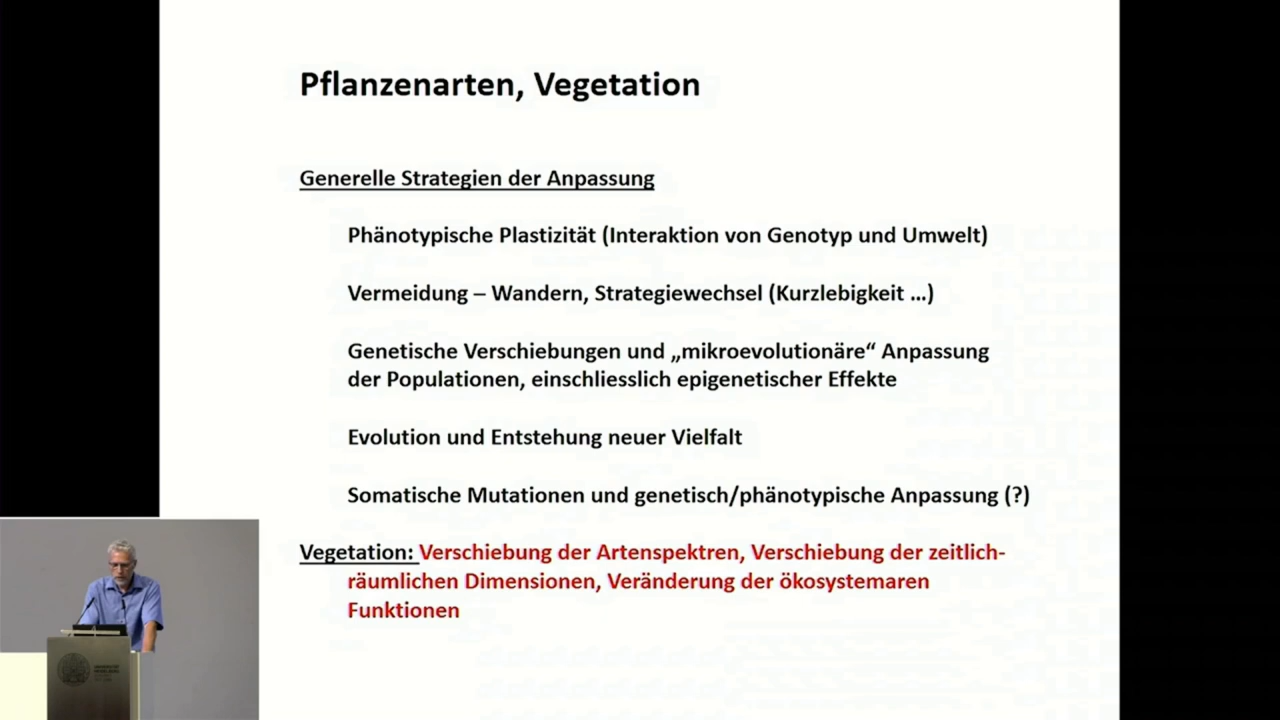 Pflanzenarten, Vegetation
Generelle Strategien der Anpassung
Phänotypische Plastizität (Interaktion von Genotyp und Umwelt)
Vermeidung – Wandern, Strategiewechsel (Kurzlebigkeit …)
Genetische Verschiebungen und „mikroevolutionäre“ Anpassung
der Populationen, einschliesslich epigenetischer Effekte
Evolution und Entstehung neuer Vielfalt
Somatische Mutationen und genetisch/phänotypische Anpassung (?)
Vegetation: Verschiebung der Artenspektren, Verschiebung der zeitlich-
räumlichen Dimensionen, Veränderung der ökosystemaren
Funktionen